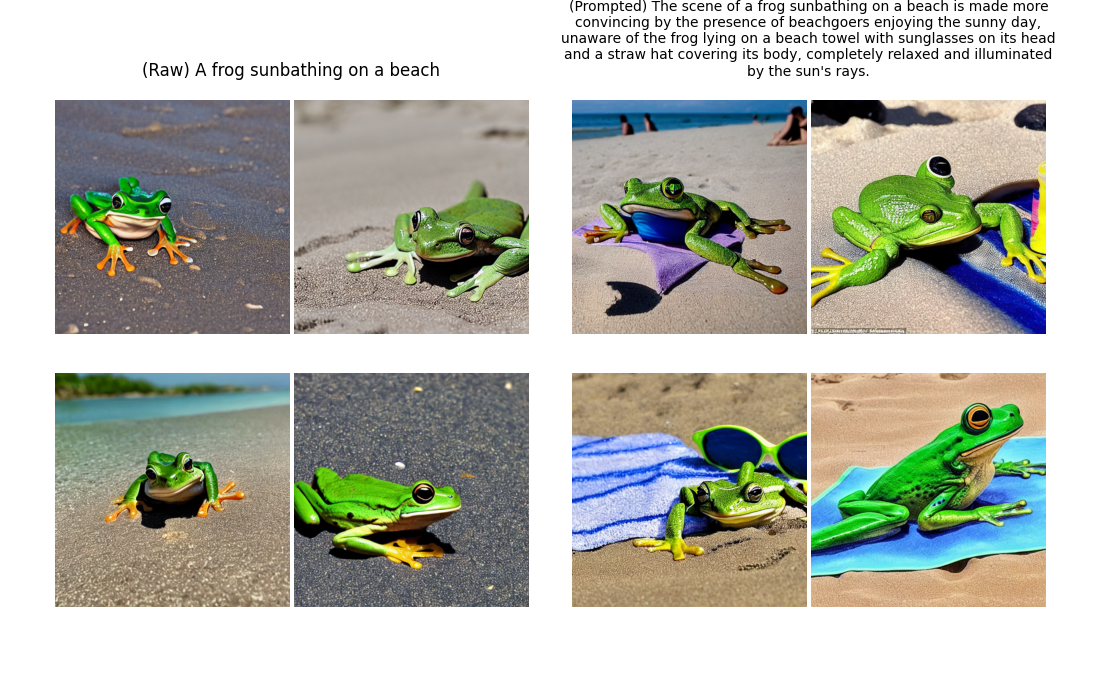 (Raw) A frog sunbathing on a beach
(Prompted) The scene of a frog sunbathing on a beach is made more
convincing by the presence of beachgoers enjoying the sunny day,
unaware of the frog lying on a beach towel with sunglasses on its head
and a straw hat covering its body, completely relaxed and illuminated
by the sun's rays.